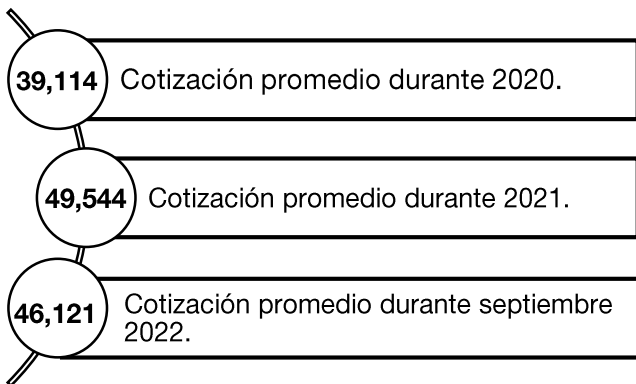 39,114 Cotización promedio durante 2020.
49,544 Cotización promedio durante 2021.
46,121 Cotización promedio durante septiembre
2022.